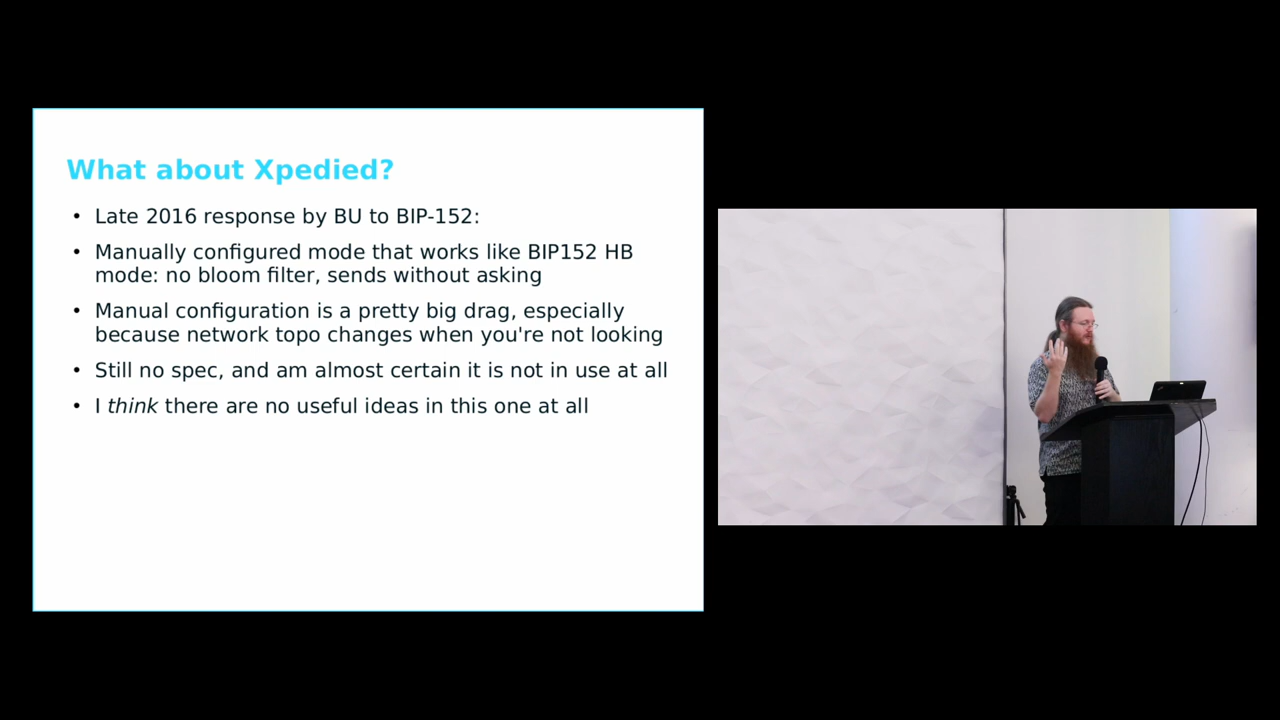 What about Xpedied?
• Late 2016 response by BU to BIP-152:
• Manually configured mode that works like BIP152 HB
mode: no bloom filter, sends without asking
• Manual configuration is a pretty big drag, especially
because network topo changes when you're not looking
• Still no spec, and am almost certain it is not in use at all
• I think there are no useful ideas in this one at all